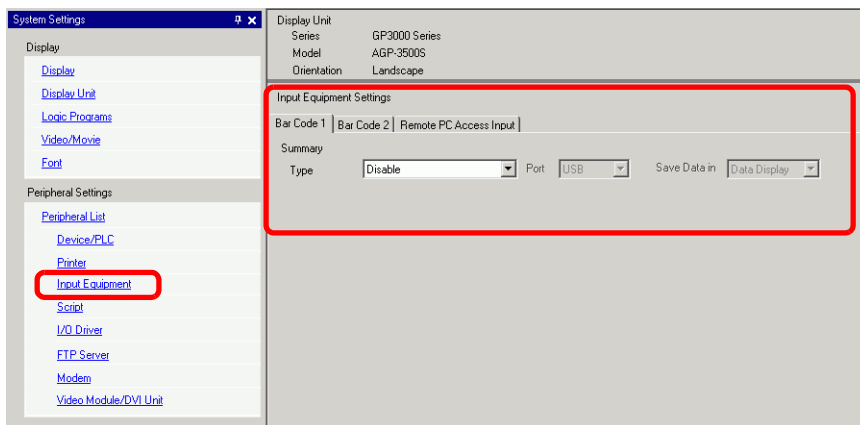 System Settings
Display
Display
Display Unit
Logic Programs
Video/Movie
Font
Peripheral Settings
Peripheral List
Device/PLC
Printer
Input Equipment
Script
I/O Driver
FTP Server
Modem
Video Module/DVI Unit
Display Unit
Series GP3000 Series
Model AGP-3500S
Orientation Landscape
Input Equipment Settings
Bar Code 1 Bar Code 2 Remote PC Access Input
Summary
Type Disable Port USB Save Data in Data Display